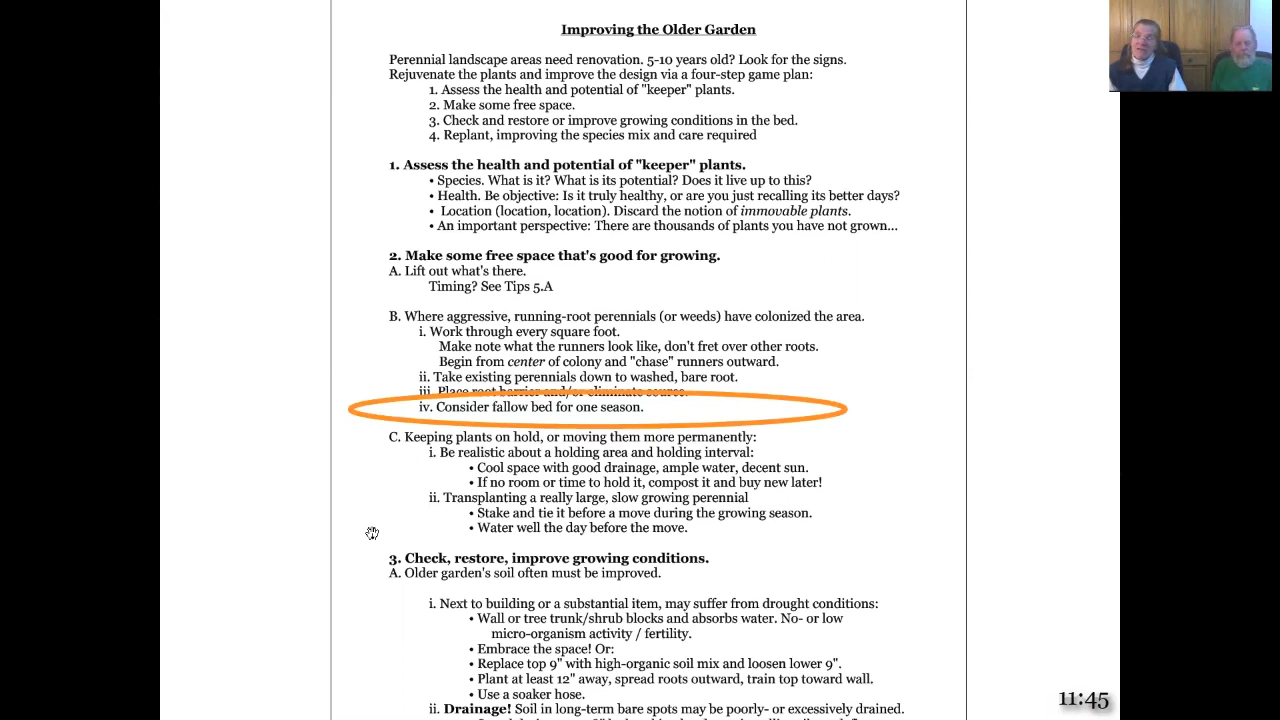 Improving the Older Garden
Perennial landscape areas need renovation. 5-10 years old? Look for the signs.
Rejuvenate the plants and improve the design via a four-step game plan:
1. Assess the health and potential of "keeper" plants.
2. Make some free space.
3. Check and restore or improve growing conditions in the bed.
4. Replant, improving the species mix and care required
1. Assess the health and potential of "keeper" plants.
• Species. What is it? What is its potential? Does it live up to this?
• Health. Be objective: Is it truly healthy, or are you just recalling its better days?
• Location (location, location). Discard the notion of immovable plants.
• An important perspective: There are thousands of plants you have not grown...
2. Make some free space that's good for growing.
A. Lift out what's there.
Timing? See Tips 5.A
B. Where aggressive, running-root perennials (or weeds) have colonized the area.
i. Work through every square foot.
Make note what the runners look like, don't fret over other roots.
Begin from center of colony and "chase" runners outward.
ii. Take existing perennials down to washed, bare root.
iii. Place root barrier and/or eliminate source.
iv. Consider fallow bed for one season.
C. Keeping plants on hold, or moving them more permanently:
i. Be realistic about a holding area and holding interval:
• Cool space with good drainage, ample water, decent sun.
• If no room or time to hold it, compost it and buy new later!
ii. Transplanting a really large, slow growing perennial
• Stake and tie it before a move during the growing season.
• Water well the day before the move.
3. Check, restore, improve growing conditions.
A. Older garden's soil often must be improved.
i. Next to building or a substantial item, may suffer from drought conditions:
• Wall or tree trunk/shrub blocks and absorbs water. No- or low
micro-organism activity / fertility.
• Embrace the space! Or:
• Replace top 9" with high-organic soil mix and loosen lower 9".
• Plant at least 12" away, spread roots outward, train top toward wall.
• Use a soaker hose.
ii. Drainage! Soil in long-term bare spots may be poorly- or excessively drained.
11:45